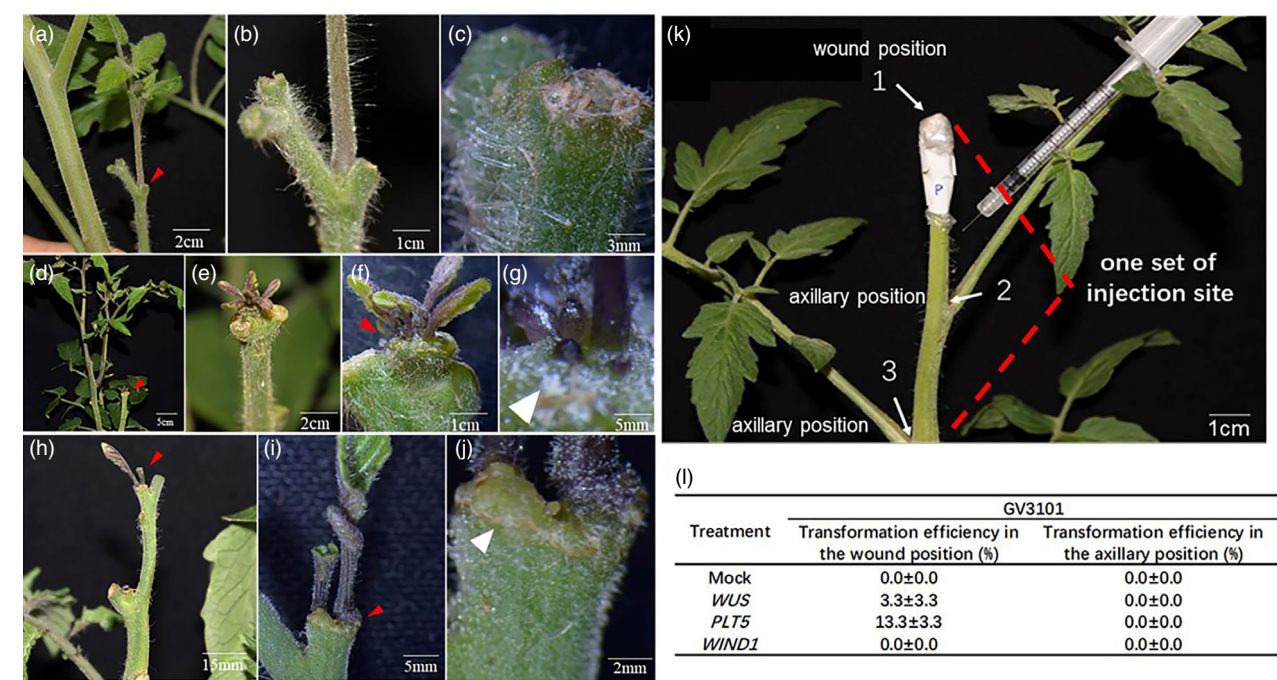 (a)
2cm
(b)
1cm
(c)
3mm
(d)
5cm
(e)
2cm
(f)
1cm
(g)
5mm
(h)
15mm
(i)
5mm
(j)
2mm
(k)
wound position
1
P
one set of
injection site
axillary position
2
3
axillary position
1cm
(l)
GV3101
Treatment
Transformation efficiency in
the wound position (%)
Transformation efficiency in
the axillary position (%)
Mock 0.0±0.0 0.0±0.0
WUS 3.3±3.3 0.0±0.0
PLT5 13.3±3.3 0.0±0.0
WIND1 0.0±0.0 0.0±0.0